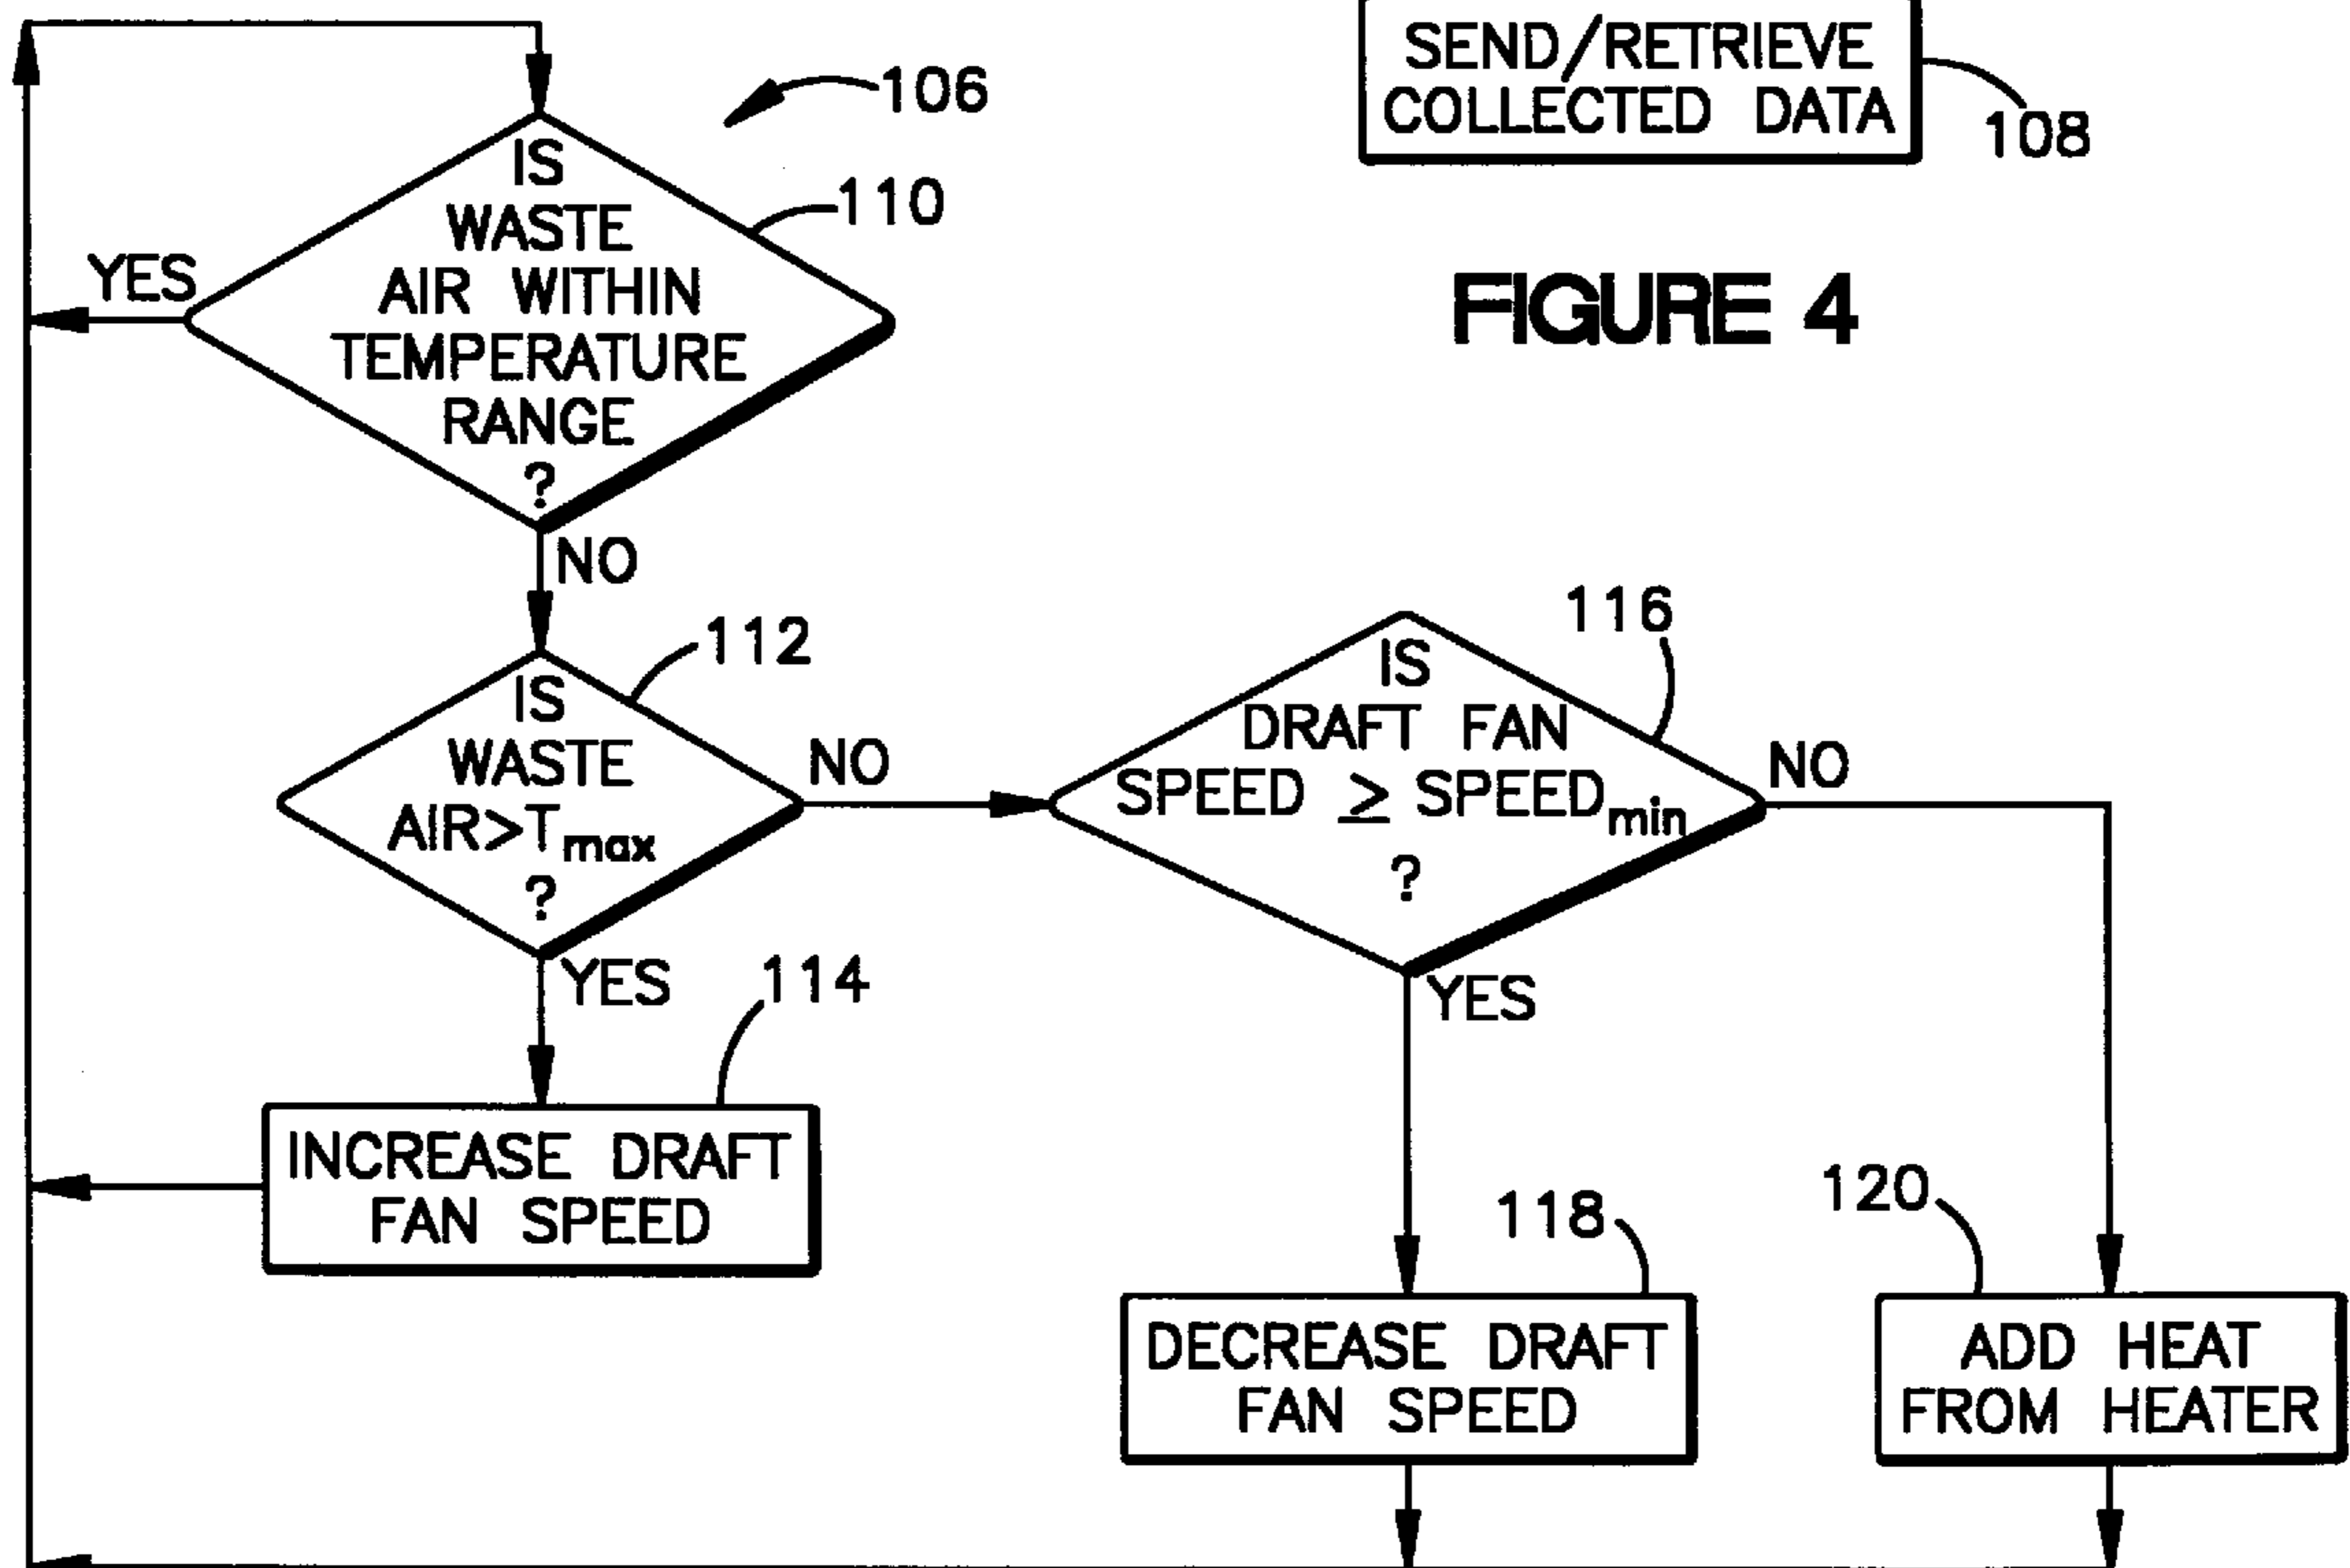 SEND/RETRIEVE
COLLECTED DATA
108
106
IS
WASTE
AIR WITHIN
TEMPERATURE
RANGE
?
110
YES
NO
FIGURE 4
IS
WASTE
AIR>Tmax
?
112
NO
YES
IS
DRAFT FAN
SPEED ≥ SPEEDmin
?
116
NO
YES
114
INCREASE DRAFT
FAN SPEED
118
DECREASE DRAFT
FAN SPEED
120
ADD HEAT
FROM HEATER